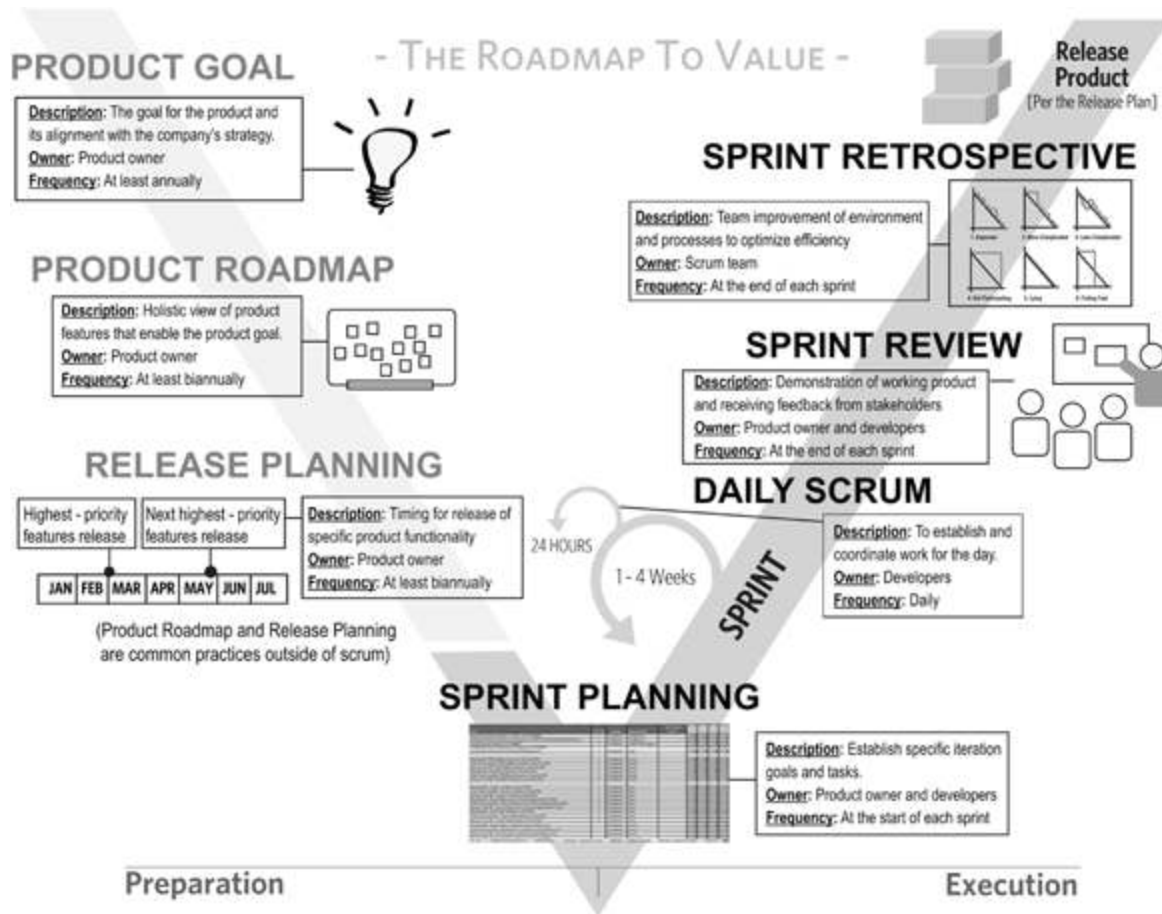 - THE ROADMAP TO VALUE -
PRODUCT GOAL
Description: The goal for the product and
its alignment with the company's strategy.
Owner: Product owner
Frequency: At least annually
PRODUCT ROADMAP
Description: Holistic view of product
features that enable the product goal.
Owner: Product owner
Frequency: At least biannually
RELEASE PLANNING
Highest - priority
features release
Next highest - priority
features release
JAN FEB MAR APR MAY JUN JUL
Description: Timing for release of
specific product functionality
Owner: Product owner
Frequency: At least biannually
(Product Roadmap and Release Planning
are common practices outside of scrum)
SPRINT PLANNING
Description: Establish specific iteration
goals and tasks.
Owner: Product owner and developers
Frequency: At the start of each sprint
24 HOURS
1 - 4 Weeks
SPRINT
DAILY SCRUM
Description: To establish and
coordinate work for the day.
Owner: Developers
Frequency: Daily
SPRINT REVIEW
Description: Demonstration of working product
and receiving feedback from stakeholders
Owner: Product owner and developers
Frequency: At the end of each sprint
SPRINT RETROSPECTIVE
Description: Team improvement of environment
and processes to optimize efficiency
Owner: Scrum team
Frequency: At the end of each sprint
Release
Product
[Per the Release Plan]
Preparation
Execution